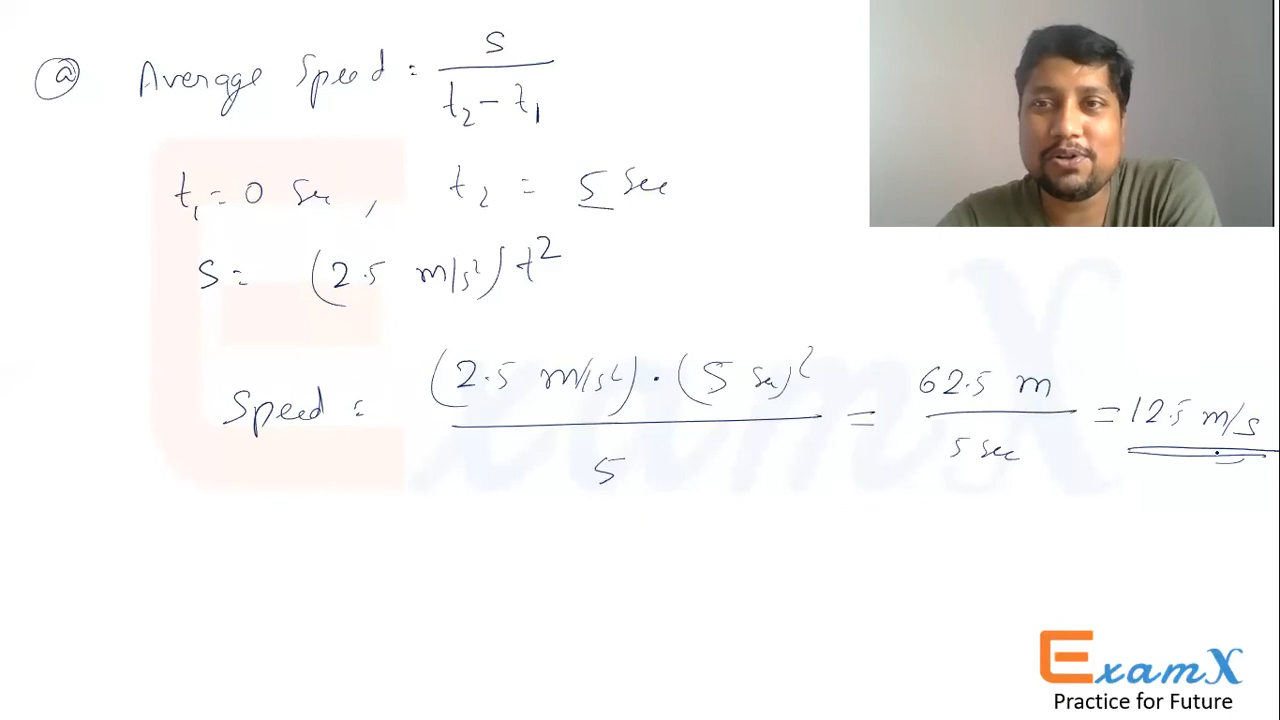 ⓐ Average Speed = S / t₂ - t₁
t₁ = 0 Sec , t₂ = 5 Sec
S = (2.5 m/s²) t²
Speed = (2.5 m/s²) · (5 sec)² / 5 = 62.5 m / 5 sec = 12.5 m/s
ExamX
Practice for Future